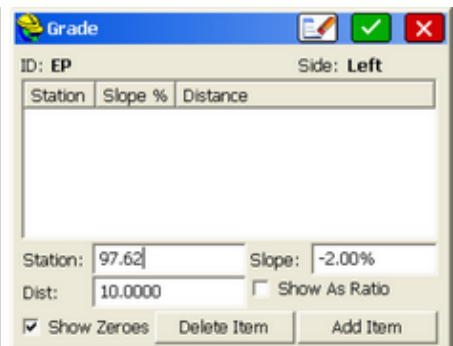 Grade
ID: EP Side: Left
Station Slope % Distance
Station: 97.62 Slope: -2.00%
Dist: 10.0000 Show As Ratio
Show Zeroes Delete Item Add Item